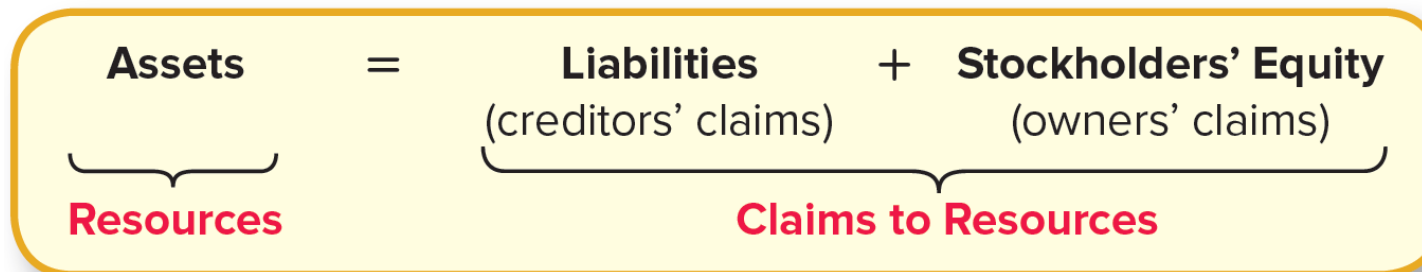 Assets = Liabilities + Stockholders’ Equity
(creditors’ claims) (owners’ claims)
Resources Claims to Resources